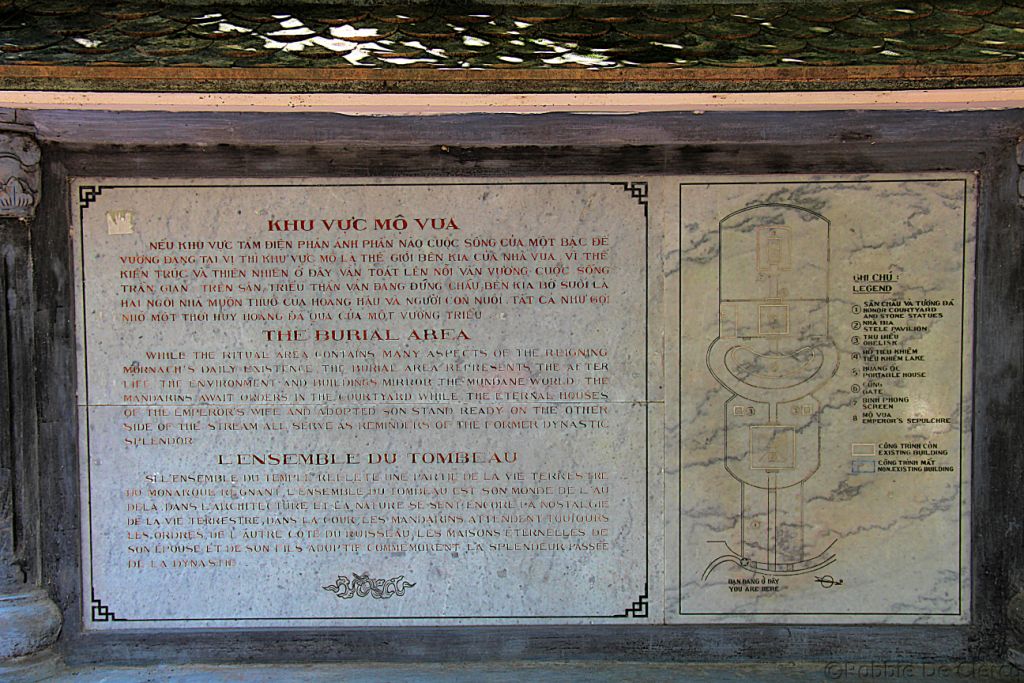 KHU VỰC MỘ VUA
NẾU KHU VỰC TẨM ĐIỆN PHẢN ÁNH PHẦN NÀO CUỘC SỐNG CỦA MỘT BẬC ĐẾ
VƯƠNG ĐANG TẠI VỊ THÌ KHU VỰC MỘ LÀ THẾ GIỚI BÊN KIA CỦA NHÀ VUA. VÌ THẾ
KIẾN TRÚC VÀ THIÊN NHIÊN Ở ĐÂY VẪN TOÁT LÊN NỖI VẤN VƯƠNG CUỘC SỐNG
TRẦN GIAN. TRÊN SÂN, TRIỀU THẦN VẪN ĐANG ĐỨNG CHẦU, BÊN KIA BỜ SUỐI LÀ
HAI NGÔI NHÀ MUÔN THUỞ CỦA HOÀNG HẬU VÀ NGƯỜI CON NUÔI. TẤT CẢ NHƯ GỢI
NHỚ MỘT THỜI HUY HOÀNG ĐÃ QUA CỦA MỘT VƯƠNG TRIỀU.
THE BURIAL AREA
WHILE THE RITUAL AREA CONTAINS MANY ASPECTS OF THE REIGNING
MORNACH'S DAILY EXISTENCE, THE BURIAL AREA REPRESENTS THE AFTER
LIFE. THE ENVIRONMENT AND BUILDINGS MIRROR THE MUNDANE WORLD: THE
MANDARINS AWAIT ORDERS IN THE COURTYARD WHILE, THE ETERNAL HOUSES
OF THE EMPEROR'S WIFE AND ADOPTED SON STAND READY ON THE OTHER
SIDE OF THE STREAM ALL, SERVE AS REMINDERS OF THE FORMER DYNASTIC
SPLENDOR
L'ENSEMBLE DU TOMBEAU
SI L'ENSEMBLE DU TEMPLE REFLÈTE UNE PARTIE DE LA VIE TERRESTRE
DU MONARQUE RÉGNANT, L'ENSEMBLE DU TOMBEAU EST SON MONDE DE L'AU
DELÀ. DANS L'ARCHITECTURE ET LA NATURE SE SENT ENCORE LA NOSTALGIE
DE LA VIE TERRESTRE, DANS LA COUR, LES MANDARINS ATTENDENT TOUJOURS
LES ORDRES, DE L'AUTRE CÔTÉ DU RUISSEAU, LES MAISONS ÉTERNELLES DE
SON ÉPOUSE ET DE SON FILS ADOPTIF COMMÉMORENT LA SPLENDEUR PASSÉE
DE LA DYNASTIE.
GHI CHÚ:
LEGEND
1 SÂN CHẦU VÀ TƯỢNG ĐÁ
HONOR COURTYARD
AND STONE STATUES
2 NHÀ BIA
STELE PAVILION
3 TRỤ BIỂU
OBELISK
4 HỒ TIỂU KHIÊM
TIỂU KHIÊM LAKE
5 HUỲNH ỐC
PORTABLE HOUSE
6 CỔNG
GATE
7 BÌNH PHONG
SCREEN
8 MỘ VUA
EMPEROR'S SEPULCHRE
CÔNG TRÌNH CÒN
EXISTING BUILDING
CÔNG TRÌNH MẤT
NON.EXISTING BUILDING
BẠN ĐANG Ở ĐÂY
YOU ARE HERE
©Robbie De Clercq